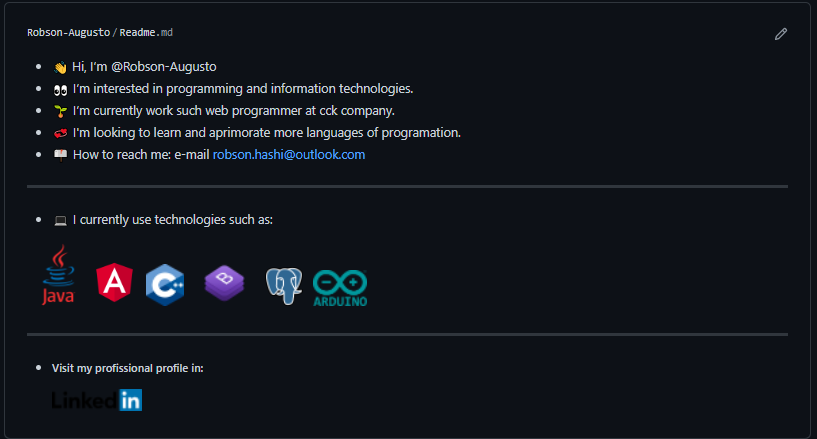 Robson-Augusto / Readme.md
👋 Hi, I’m @Robson-Augusto
👀 I’m interested in programming and information technologies.
🌱 I’m currently work such web programmer at cck company.
I'm looking to learn and aprimorate more languages of programation.
How to reach me: e-mail robson.hashi@outlook.com
💻 I currently use technologies such as:
Java A C++ B ARDUINO
Visit my profissional profile in:
Linked in